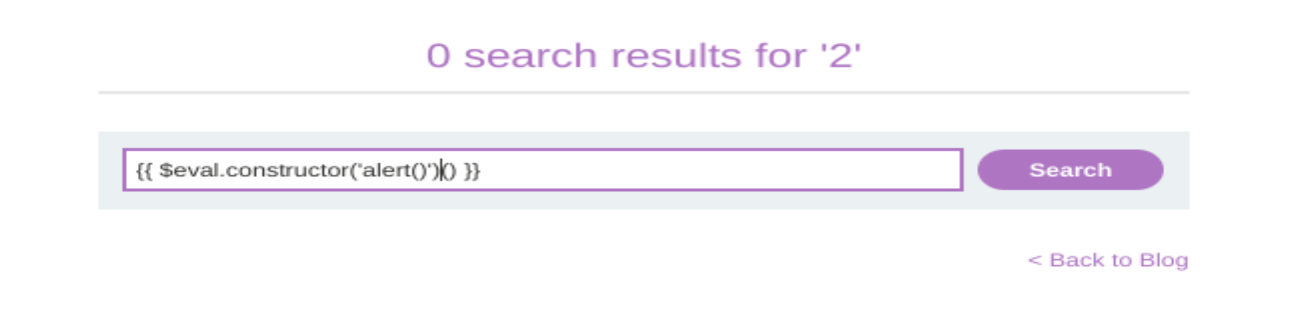 0 search results for '2'
{{ $eval.constructor('alert()')() }}
Search
< Back to Blog